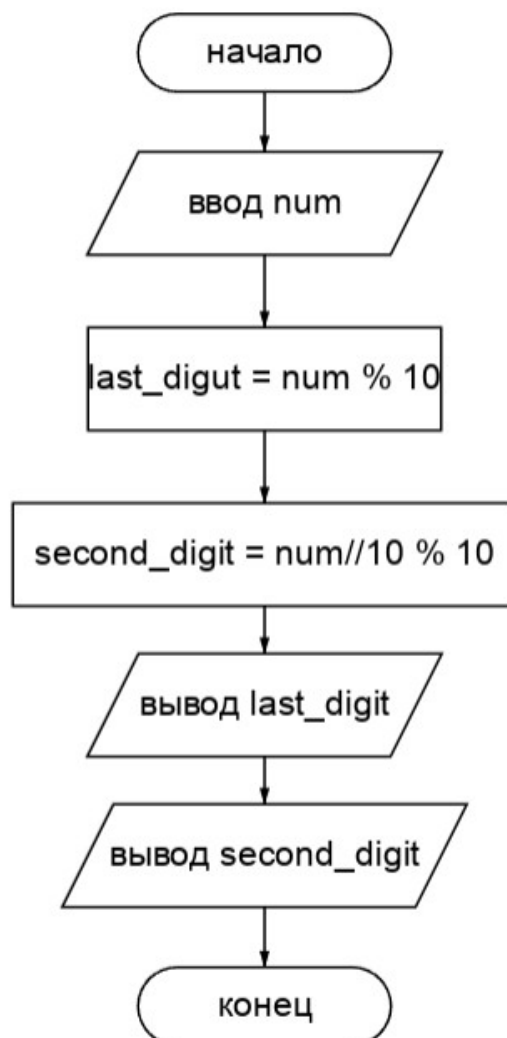 начало
ввод num
last_digut = num % 10
second_digit = num//10 % 10
вывод last_digit
вывод second_digit
конец